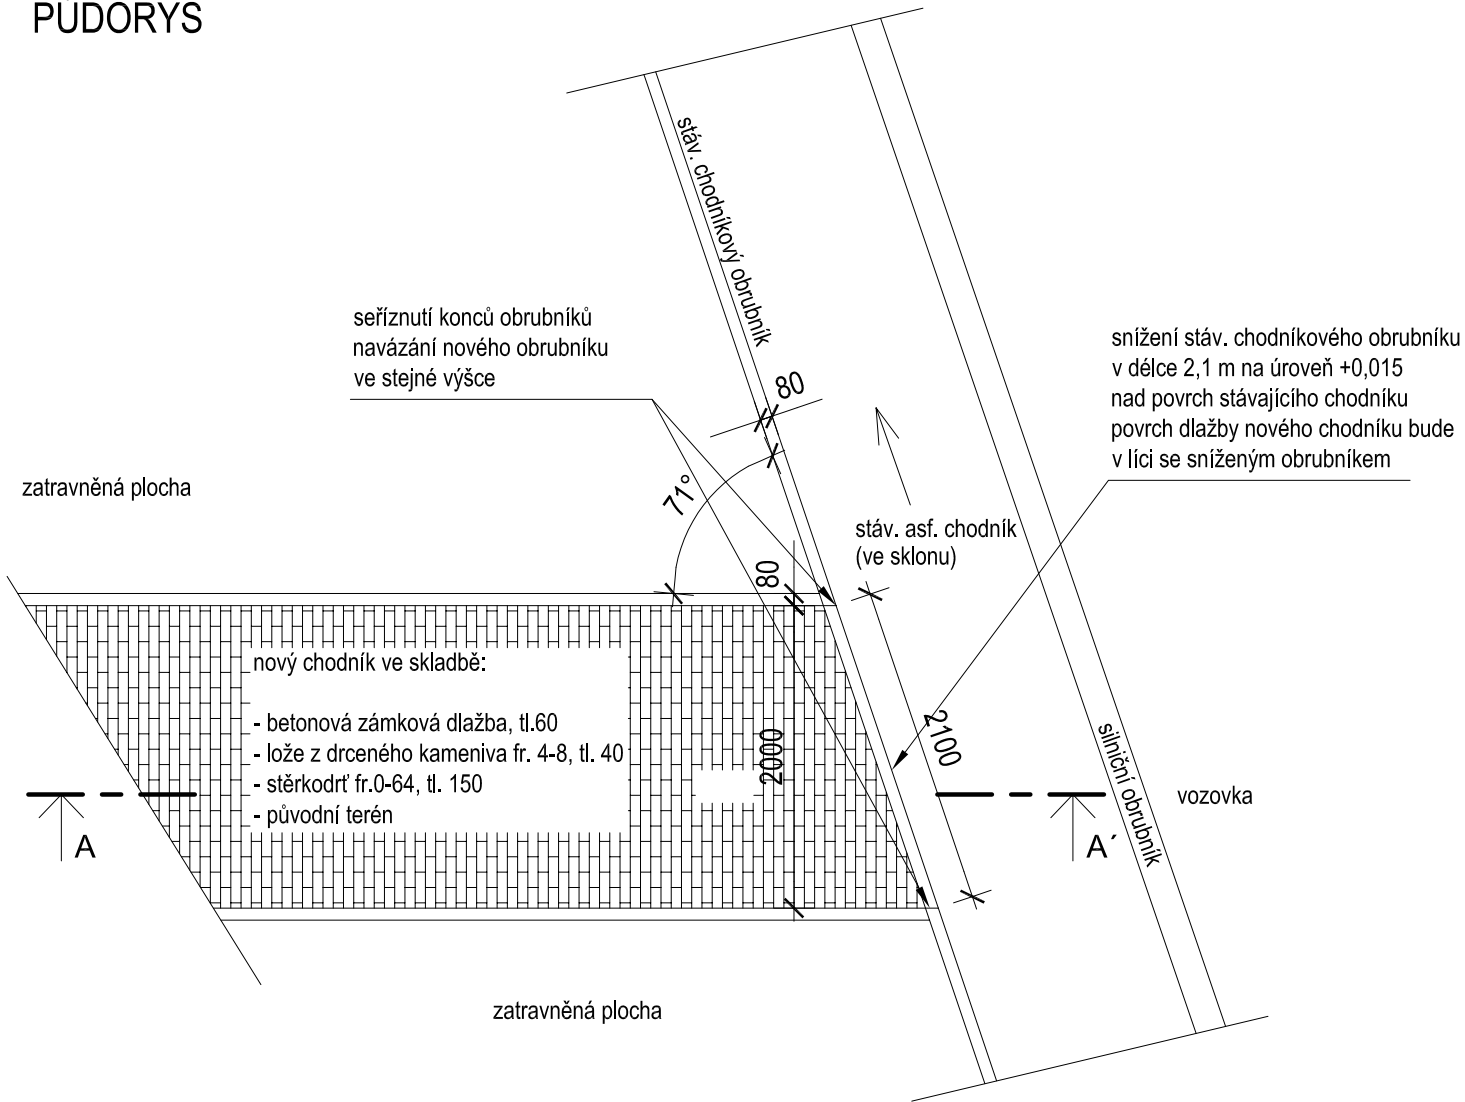 PŮDORYS
stáv. chodníkový obrubník
seříznutí konců obrubníků
navázání nového obrubníku
ve stejné výšce
snížení stáv. chodníkového obrubníku
v délce 2,1 m na úroveň +0,015
nad povrch stávajícího chodníku
povrch dlažby nového chodníku bude
v líci se sníženým obrubníkem
80
zatravněná plocha
71°
stáv. asf. chodník
(ve sklonu)
80
nový chodník ve skladbě:
- betonová zámková dlažba, tl.60
- lože z drceného kameniva fr. 4-8, tl. 40
- stěrkodrť fr.0-64, tl. 150
- původní terén
2000
2100
silniční obrubník
vozovka
A
A´
zatravněná plocha